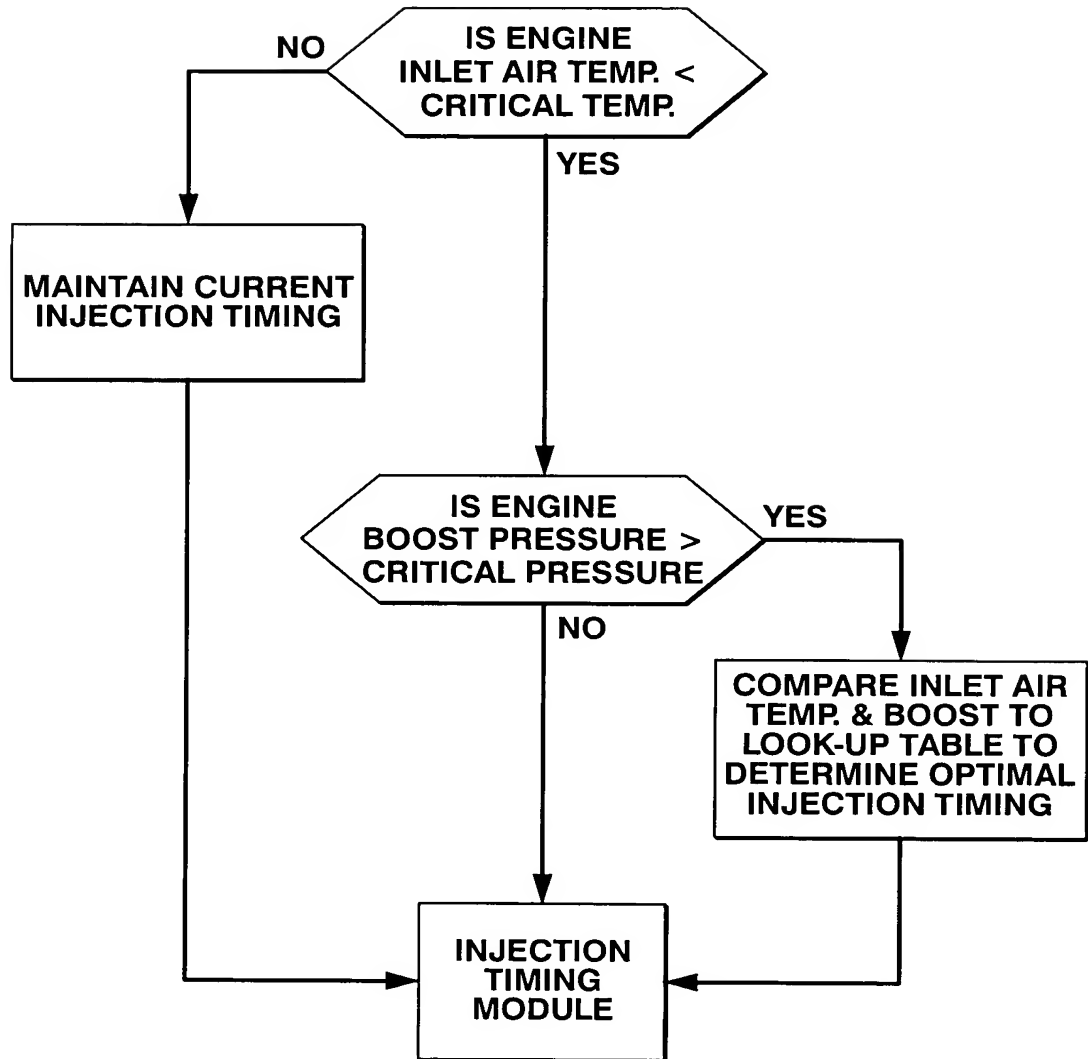 NO
IS ENGINE
INLET AIR TEMP. <
CRITICAL TEMP.
YES
MAINTAIN CURRENT
INJECTION TIMING
IS ENGINE
BOOST PRESSURE >
CRITICAL PRESSURE
YES
NO
COMPARE INLET AIR
TEMP. & BOOST TO
LOOK-UP TABLE TO
DETERMINE OPTIMAL
INJECTION TIMING
INJECTION
TIMING
MODULE